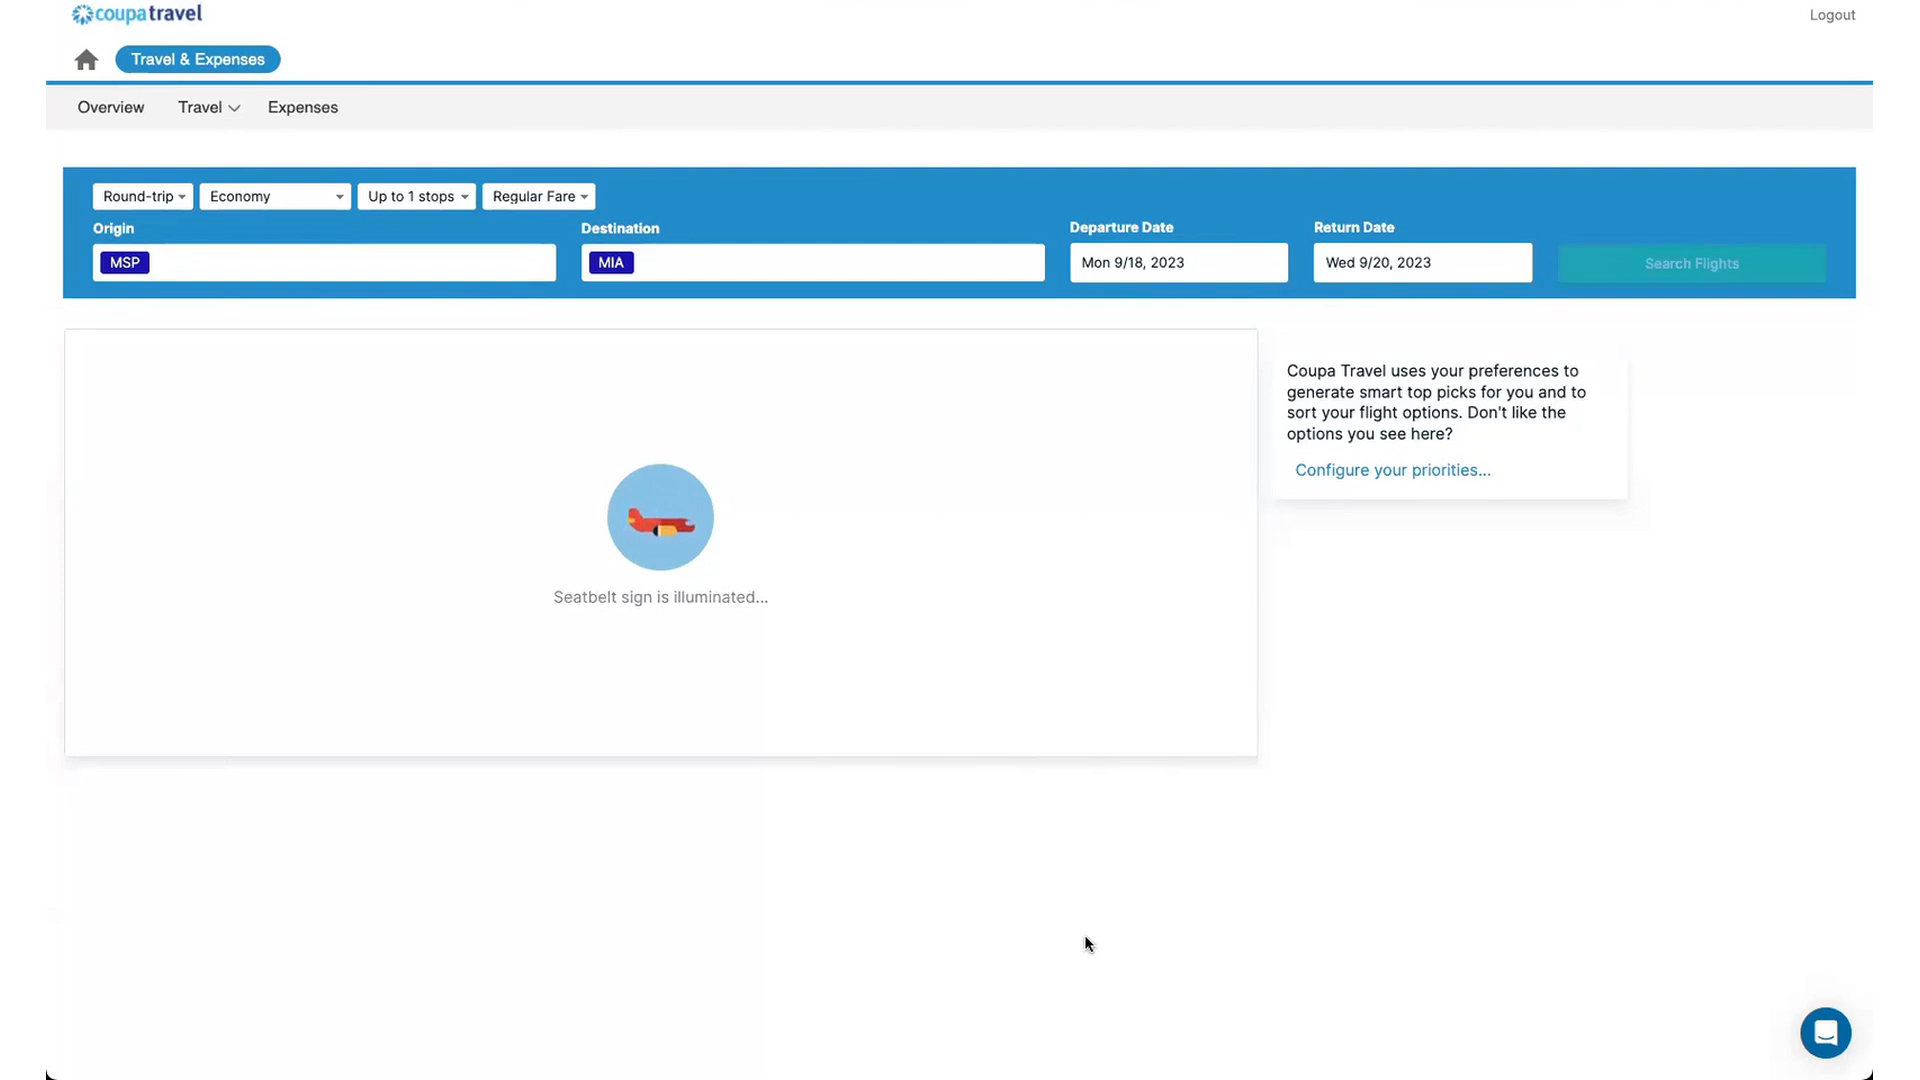 coupa travel
Logout
Travel & Expenses
Overview Travel Expenses
Round-trip Economy Up to 1 stops Regular Fare
Origin Destination Departure Date Return Date
MSP MIA Mon 9/18, 2023 Wed 9/20, 2023 Search Flights
Coupa Travel uses your preferences to
generate smart top picks for you and to
sort your flight options. Don't like the
options you see here?
Configure your priorities...
Seatbelt sign is illuminated...